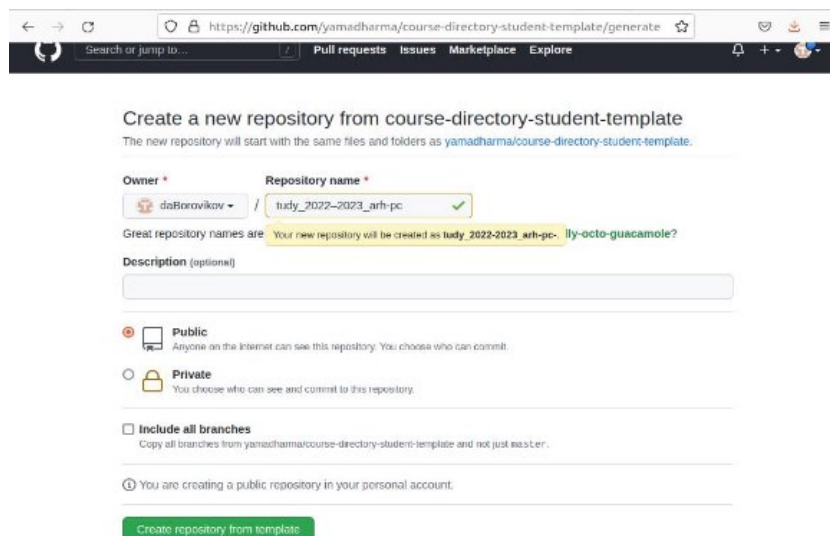 https://github.com/yamadharma/course-directory-student-template/generate
Search or jump to... / Pull requests Issues Marketplace Explore
Create a new repository from course-directory-student-template
The new repository will start with the same files and folders as yamadharma/course-directory-student-template.
Owner * Repository name *
daBorovikov / tudy_2022–2023_arh-pc
Great repository names are Your new repository will be created as tudy_2022-2023_arh-pc-. lly-octo-guacamole?
Description (optional)
Public
Anyone on the internet can see this repository. You choose who can commit.
Private
You choose who can see and commit to this repository.
Include all branches
Copy all branches from yamadharma/course-directory-student-template and not just master.
You are creating a public repository in your personal account.
Create repository from template